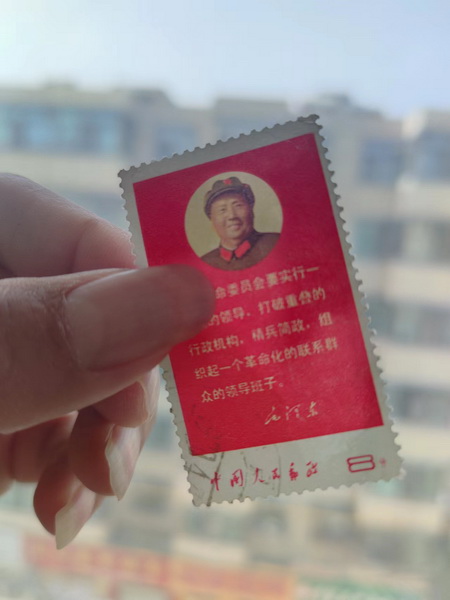 命委员会要实行一
的领导，打破重叠的
行政机构，精兵简政，组
织起一个革命化的联系群
众的领导班子。
毛泽东
中国人民邮政 8分